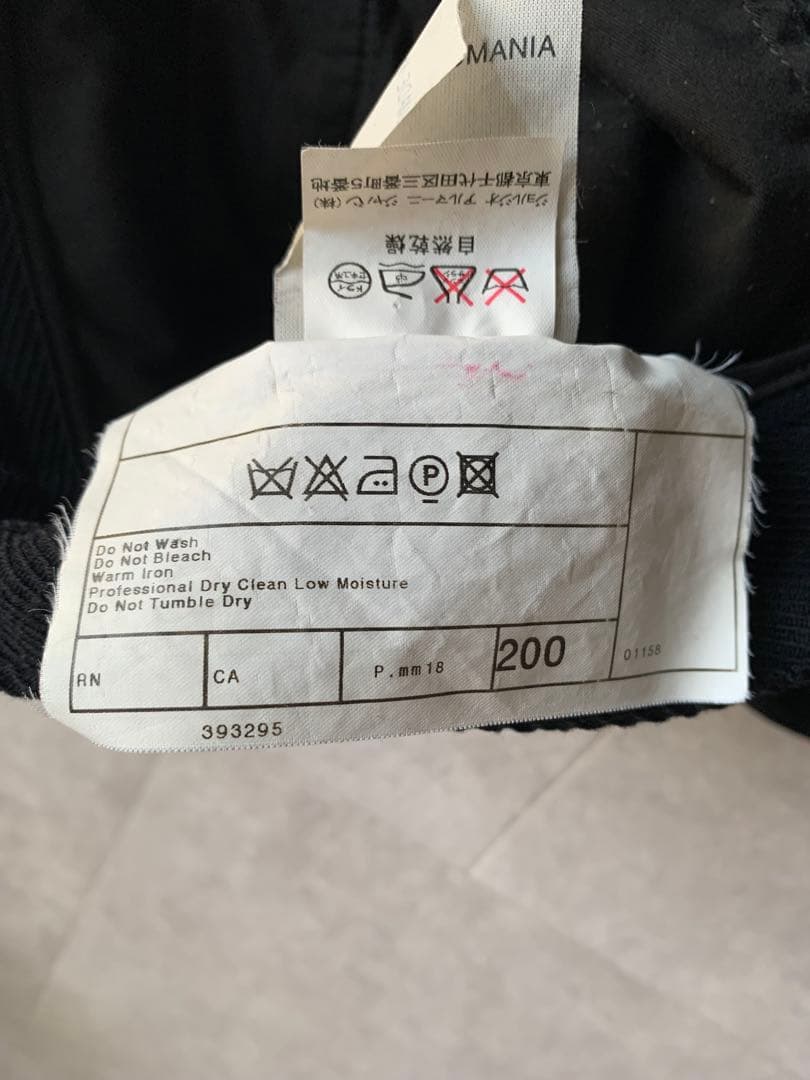 MANIA
東京都千代田区三番町5番地
ジョルジオ アルマーニ ジャパン(株)
自然乾燥
P
Do Not Wash
Do Not Bleach
Warm Iron
Professional Dry Clean Low Moisture
Do Not Tumble Dry
RN
CA
P.mm18
200
01158
393295